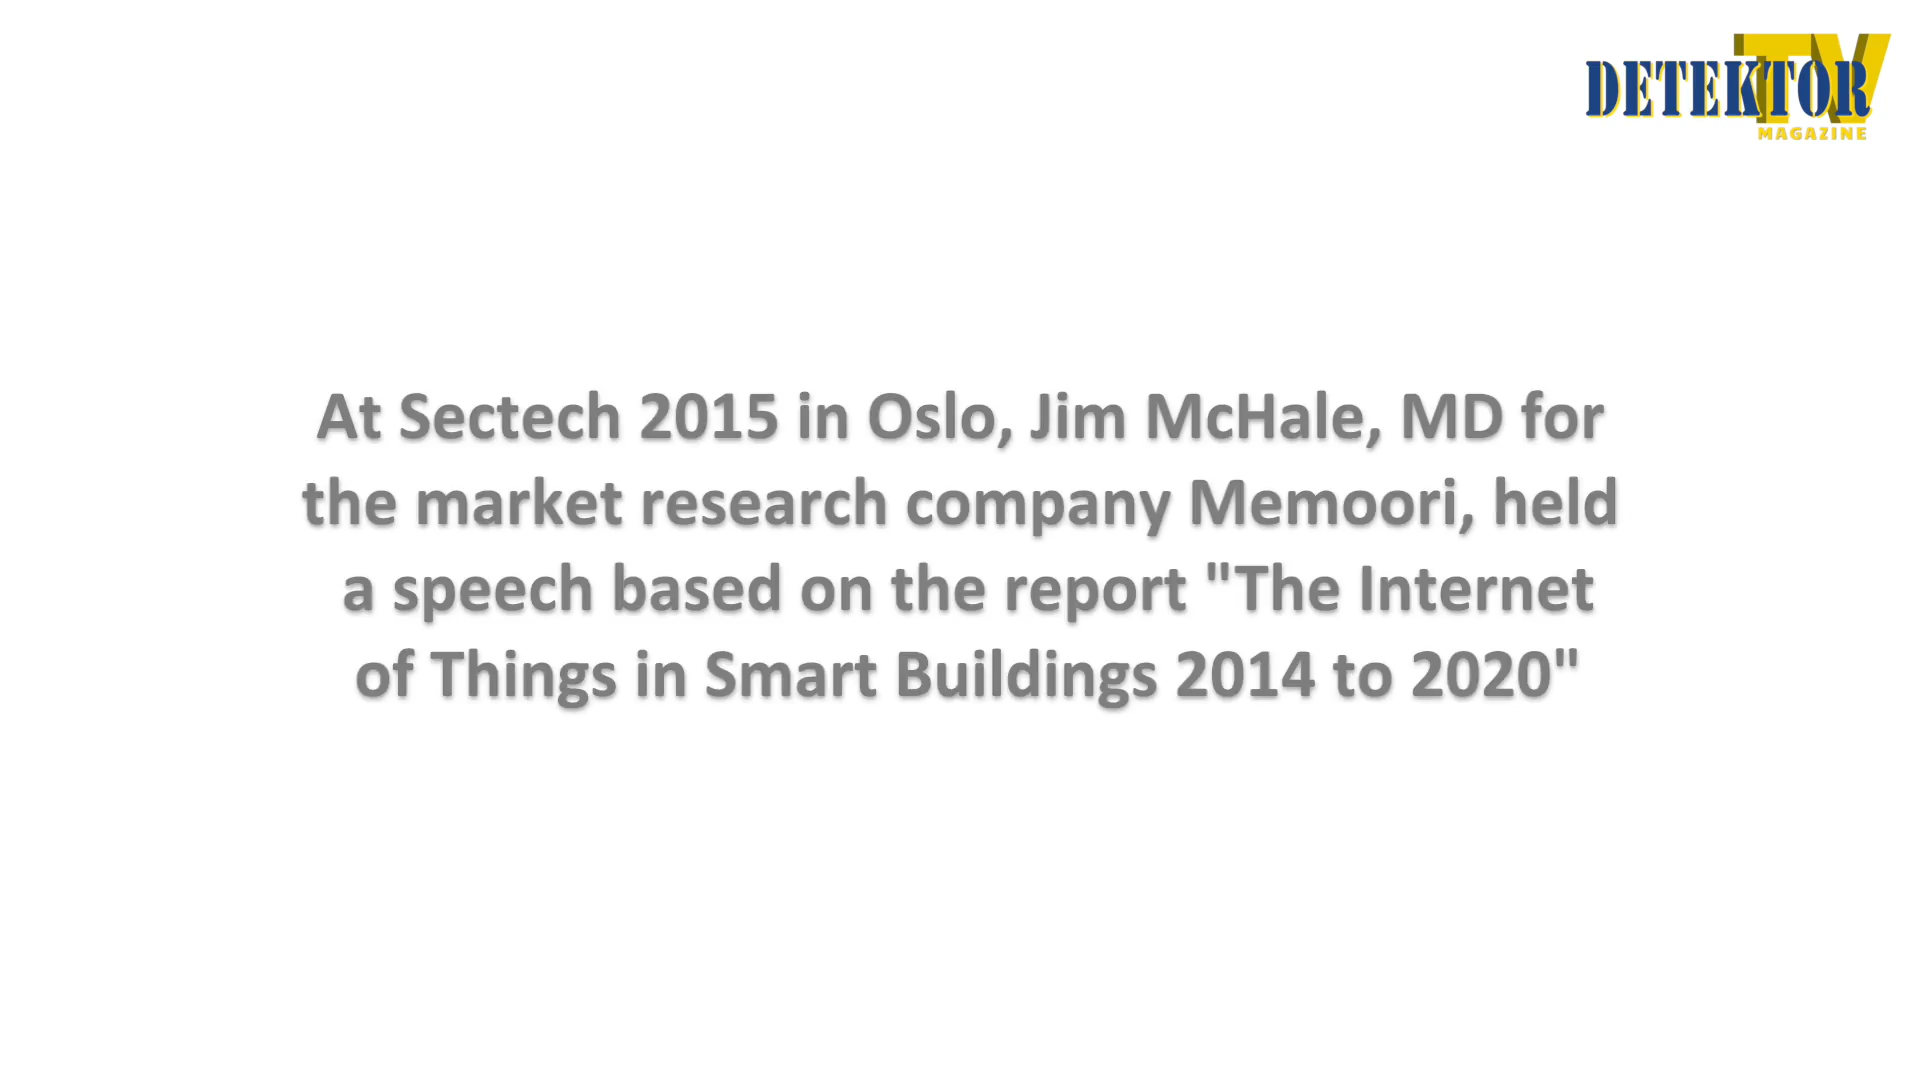 TV
DETEKTOR
MAGAZINE
At Sectech 2015 in Oslo, Jim McHale, MD for
the market research company Memoori, held
a speech based on the report "The Internet
of Things in Smart Buildings 2014 to 2020"